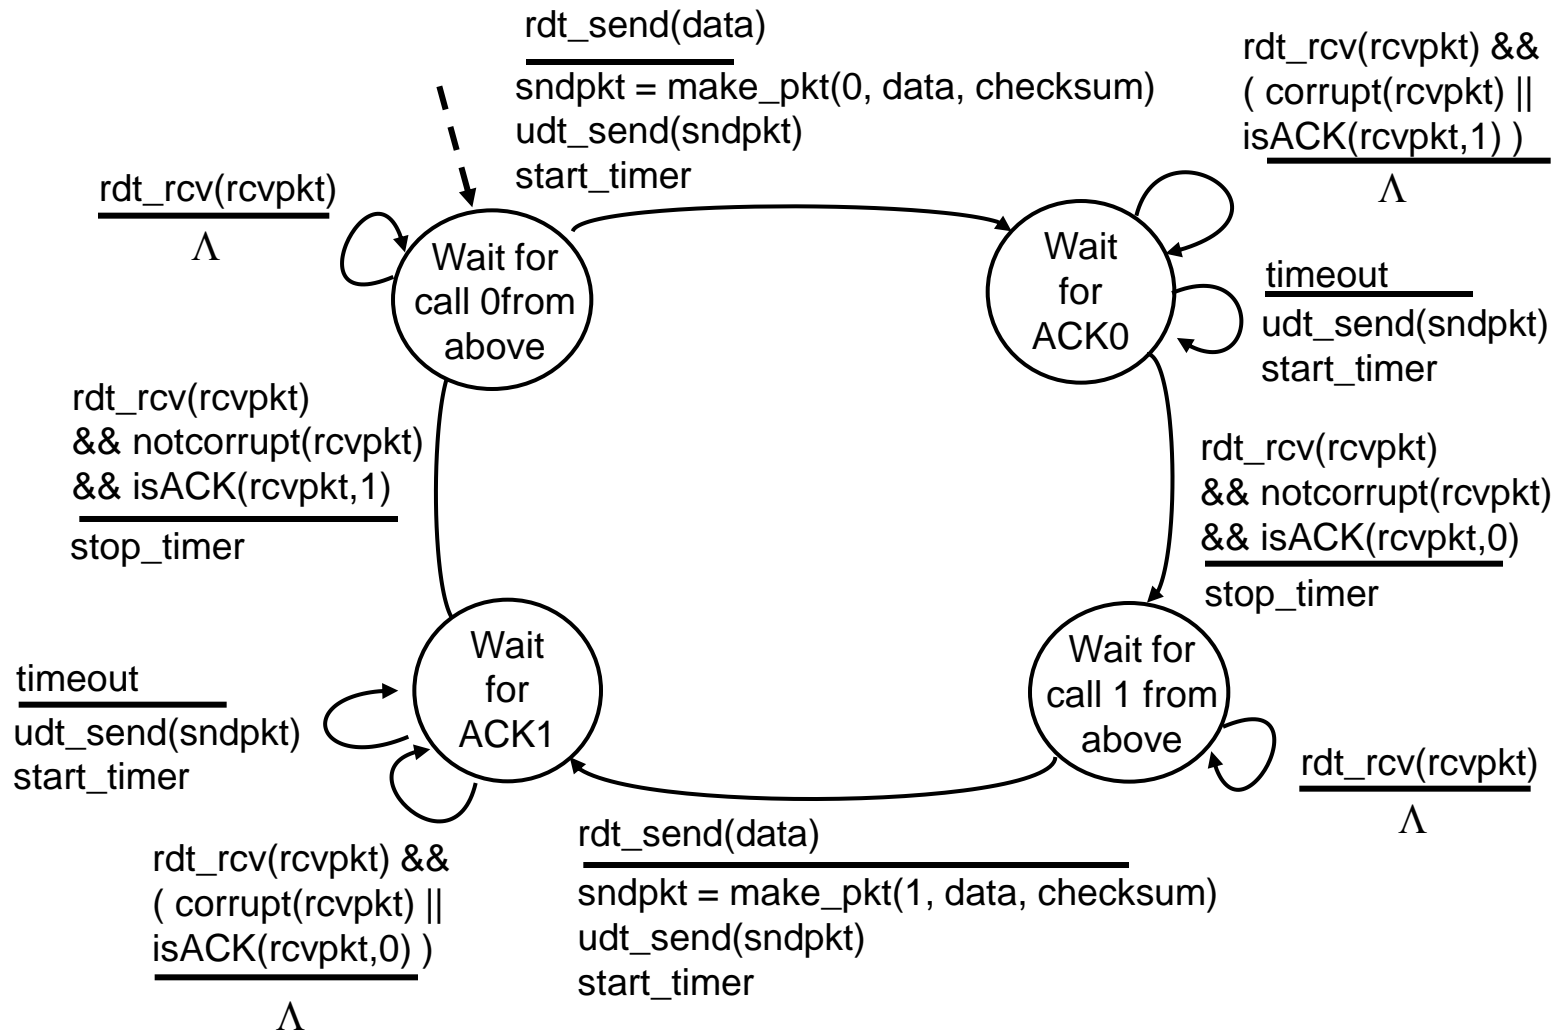 rdt_send(data)
sndpkt = make_pkt(0, data, checksum)
udt_send(sndpkt)
start_timer
rdt_rcv(rcvpkt) &&
( corrupt(rcvpkt) ||
isACK(rcvpkt,1) )
Λ
rdt_rcv(rcvpkt)
Λ
Wait for
call 0from
above
Wait
for
ACK0
timeout
udt_send(sndpkt)
start_timer
rdt_rcv(rcvpkt)
&& notcorrupt(rcvpkt)
&& isACK(rcvpkt,1)
stop_timer
rdt_rcv(rcvpkt)
&& notcorrupt(rcvpkt)
&& isACK(rcvpkt,0)
stop_timer
Wait
for
ACK1
Wait for
call 1 from
above
timeout
udt_send(sndpkt)
start_timer
rdt_rcv(rcvpkt)
Λ
rdt_rcv(rcvpkt) &&
( corrupt(rcvpkt) ||
isACK(rcvpkt,0) )
Λ
rdt_send(data)
sndpkt = make_pkt(1, data, checksum)
udt_send(sndpkt)
start_timer